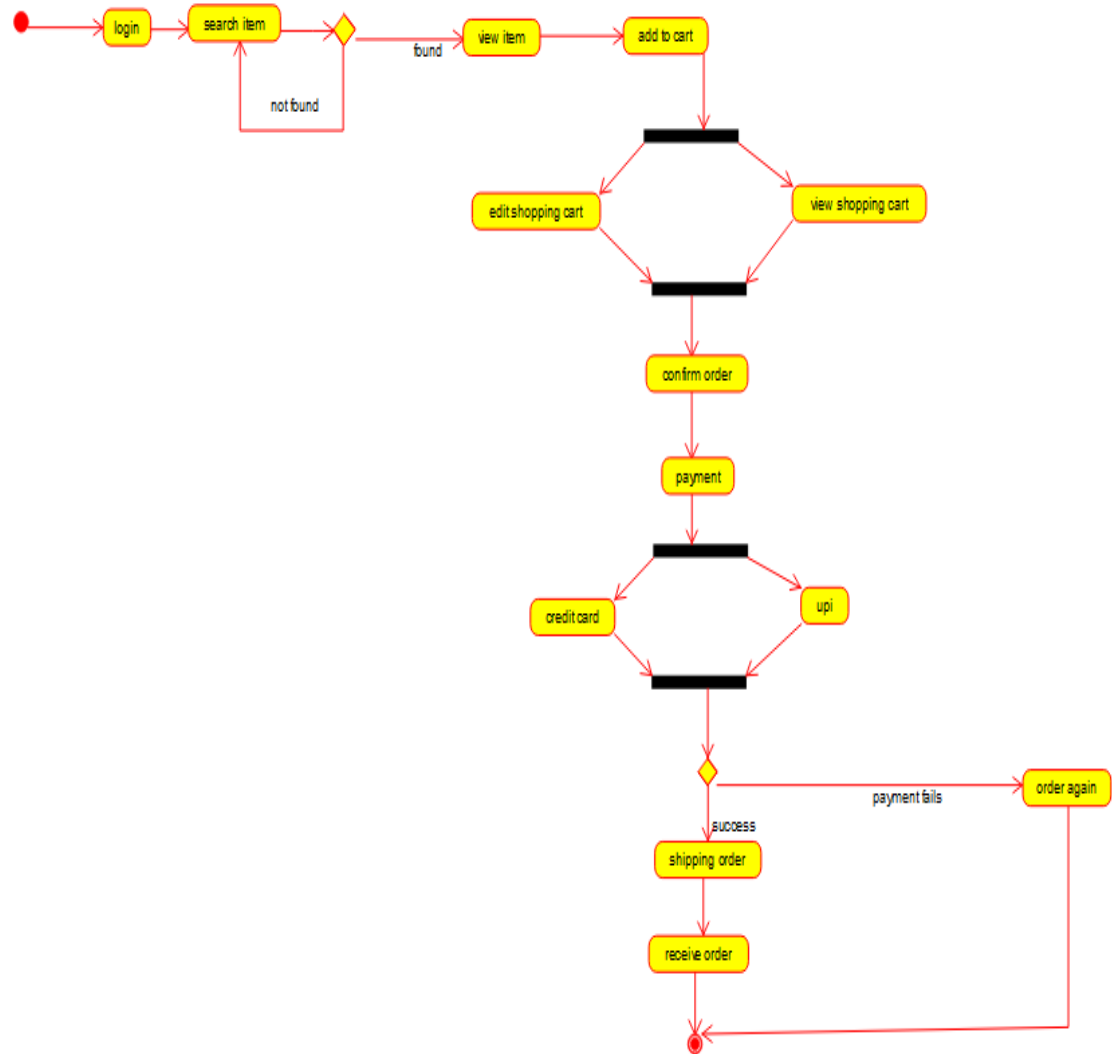 login
search item
found
view item
add to cart
not found
edit shopping cart
view shopping cart
confirm order
payment
credit card
upi
payment fails
order again
success
shipping order
receive order